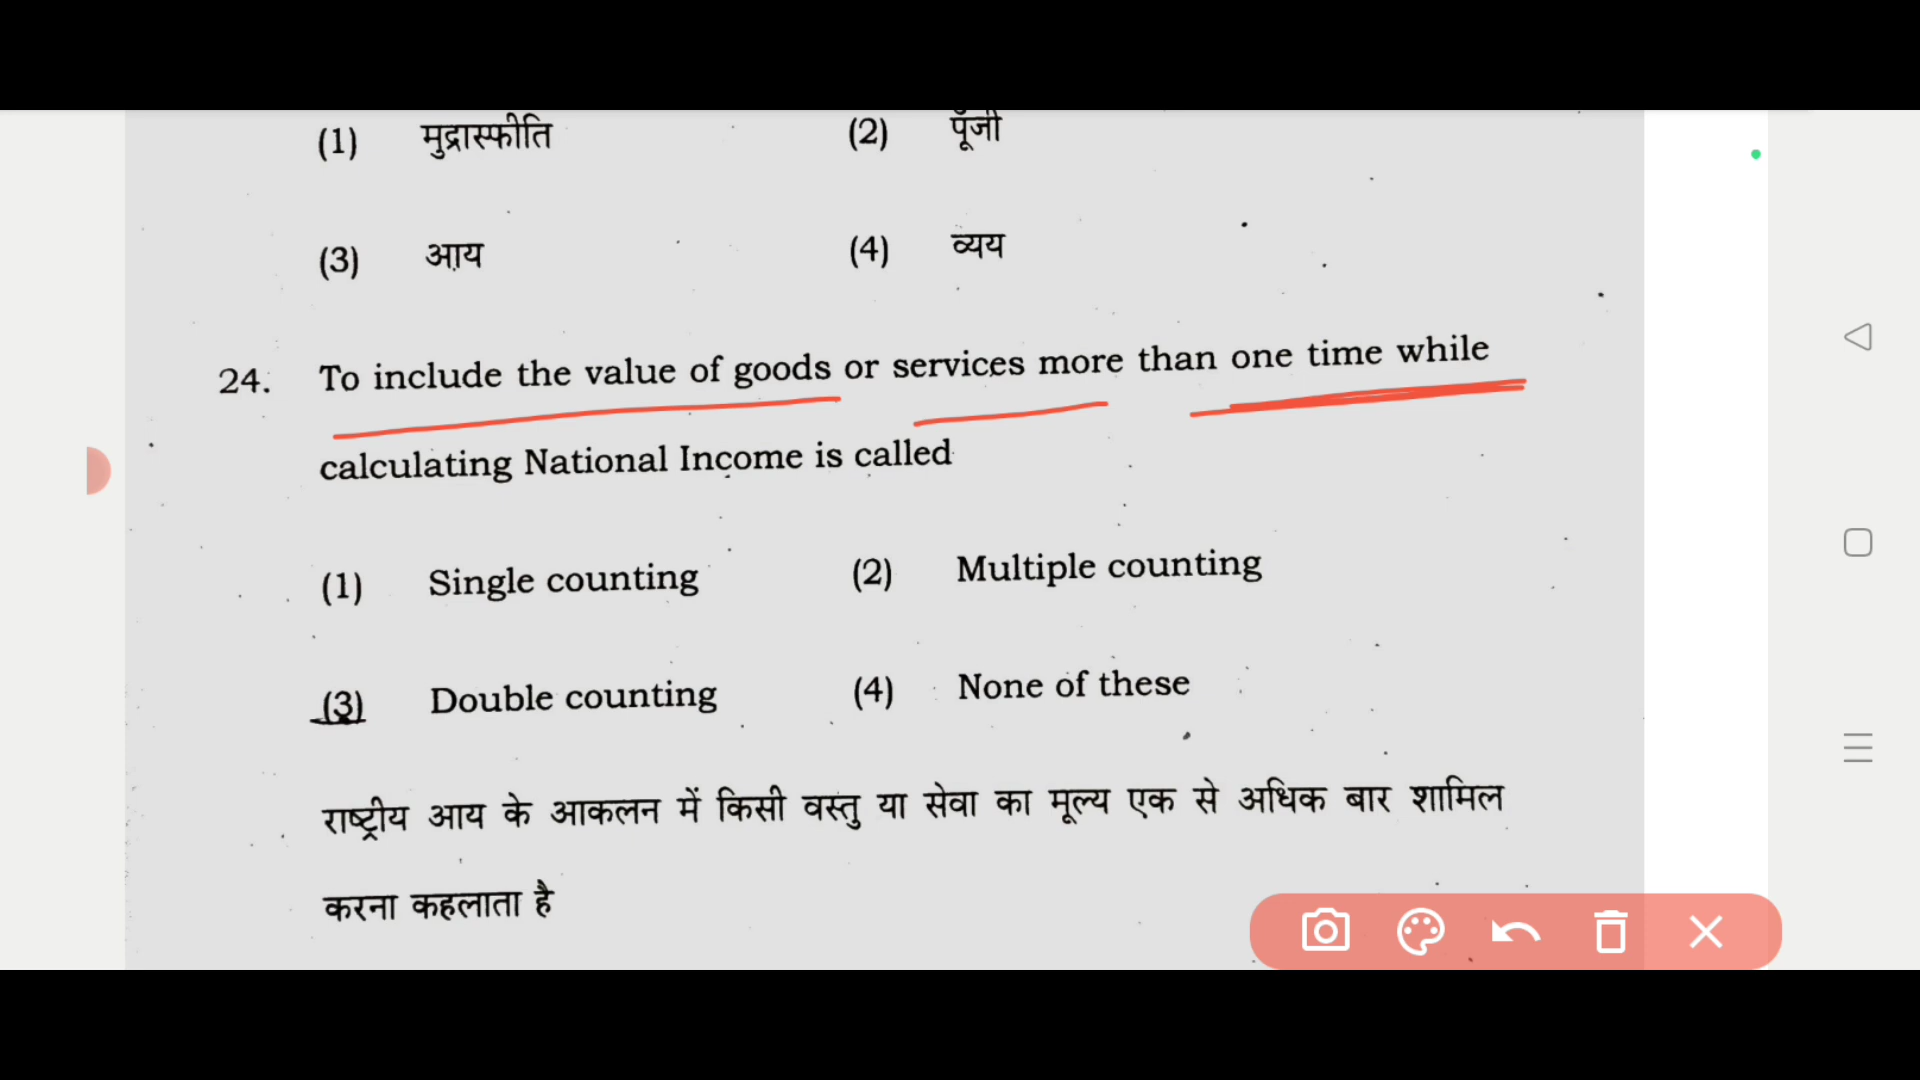 (1) मुद्रास्फीति (2) पूँजी
(3) आय (4) व्यय
24. To include the value of goods or services more than one time while
calculating National Income is called
(1) Single counting (2) Multiple counting
(3) Double counting (4) None of these
राष्ट्रीय आय के आकलन में किसी वस्तु या सेवा का मूल्य एक से अधिक बार शामिल
करना कहलाता है